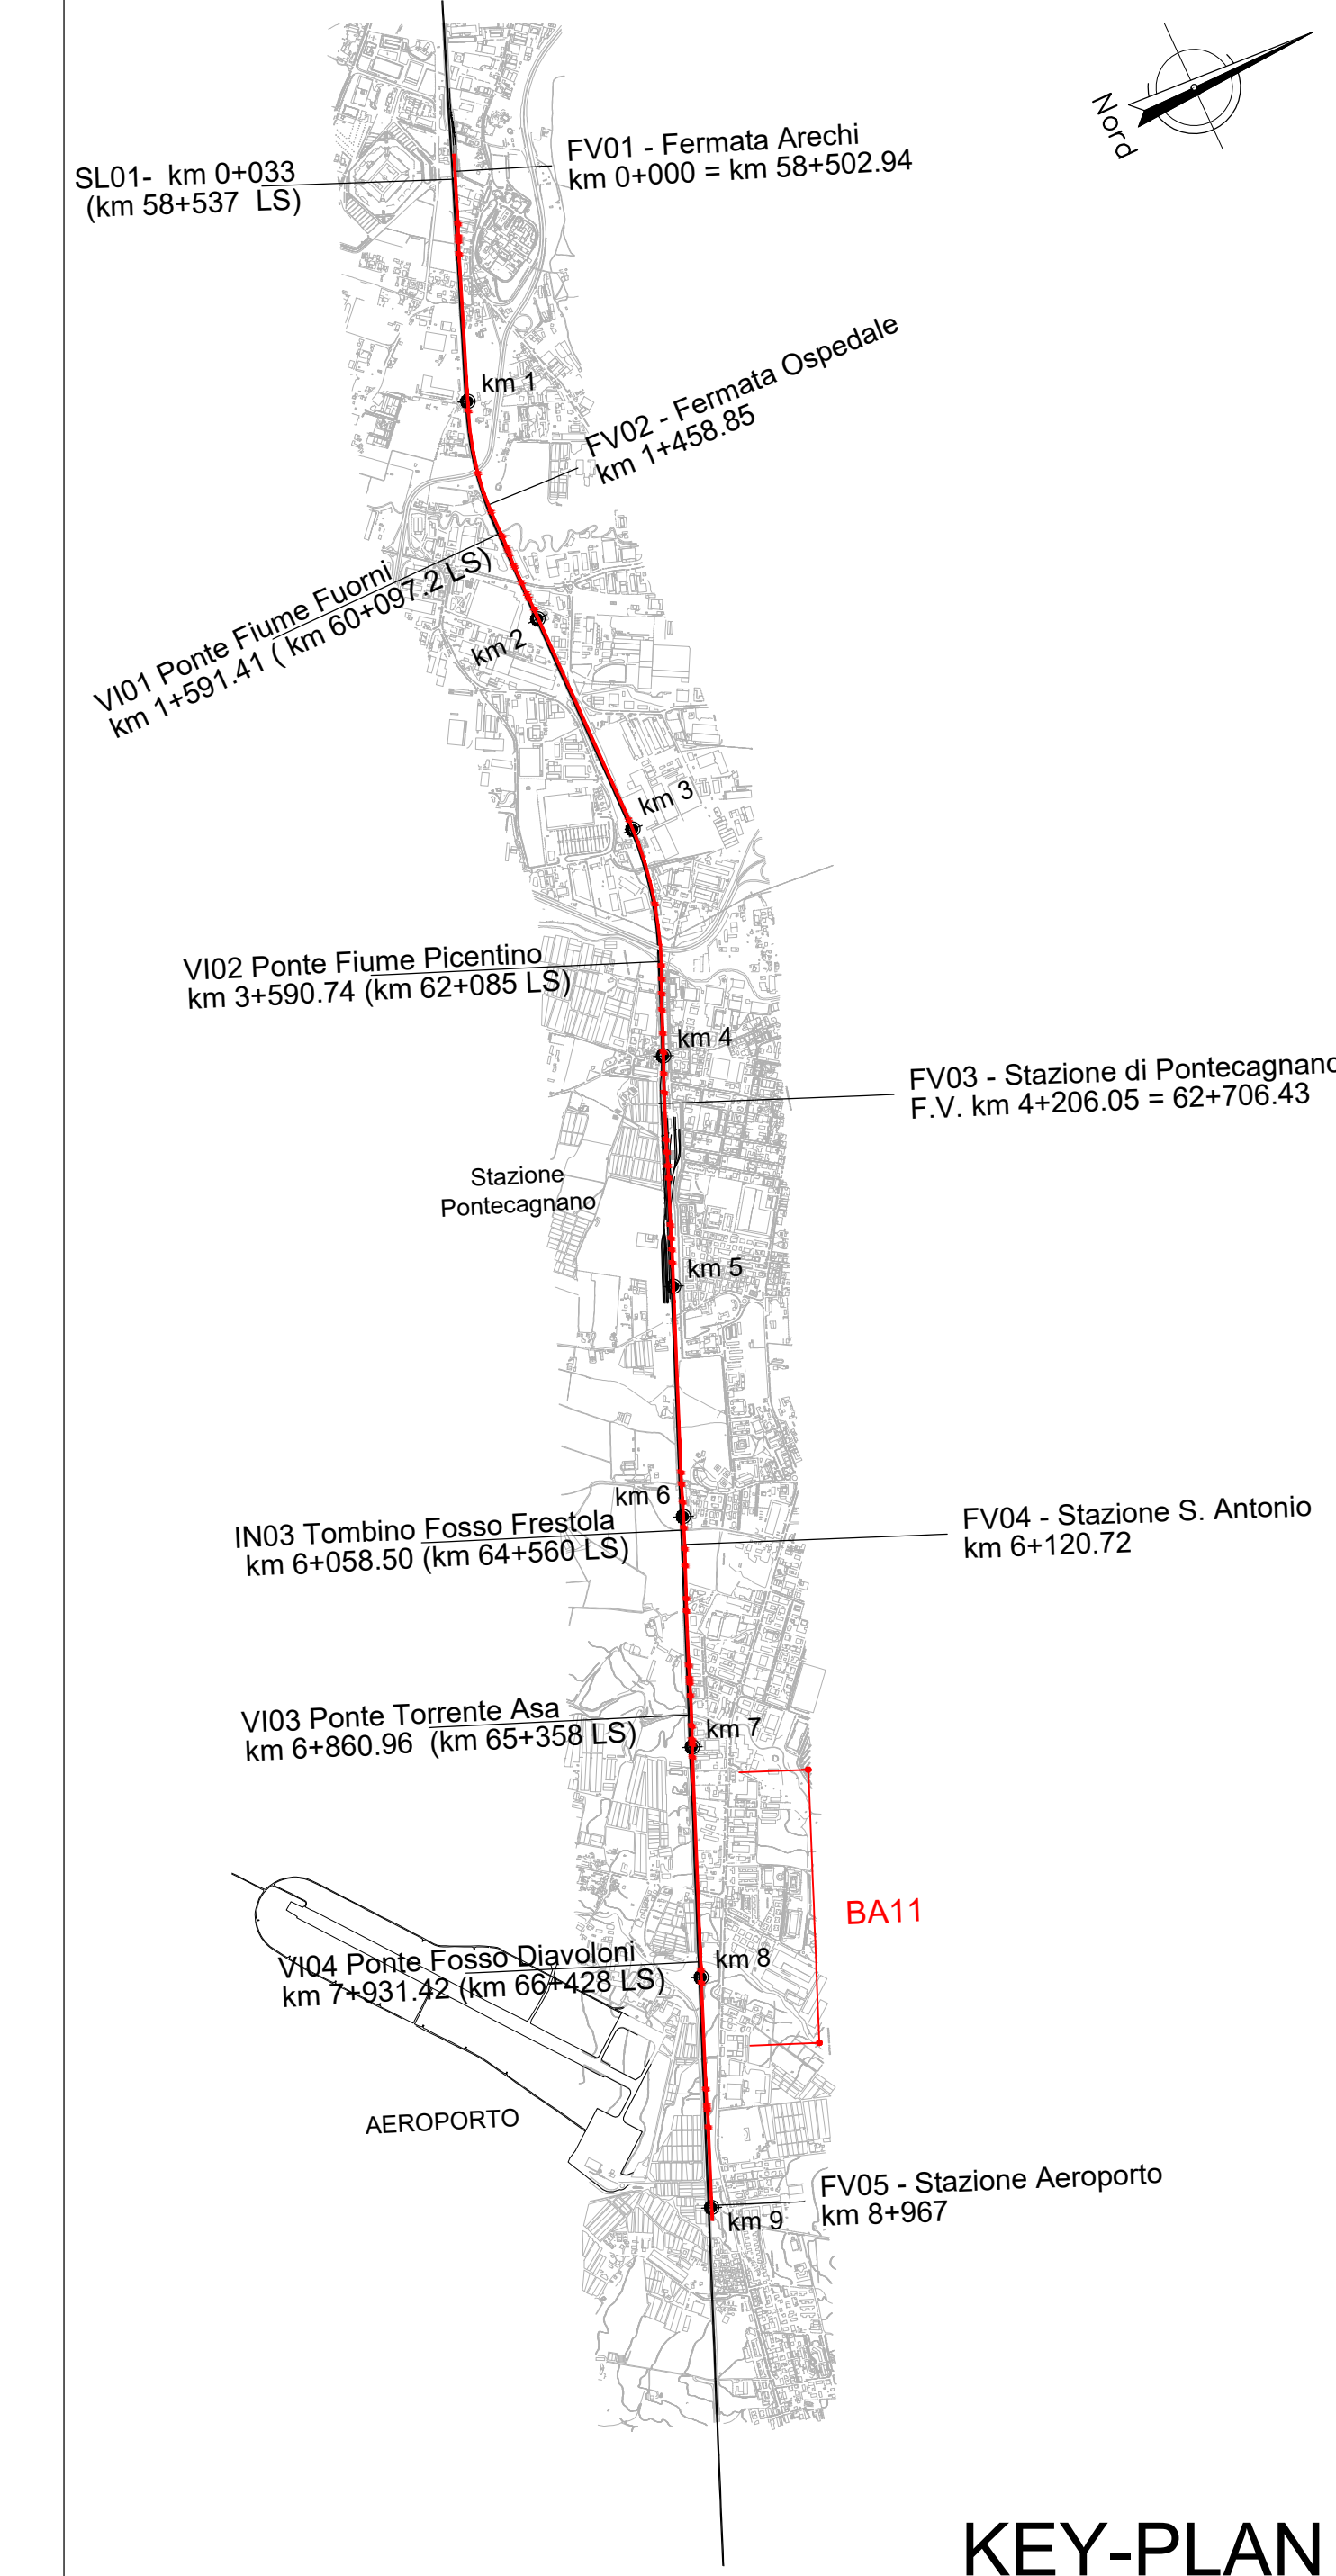 Nord
FV01 - Fermata Arechi
km 0+000 = km 58+502.94
SL01-  km 0+033
(km 58+537  LS)
km 1
FV02 - Fermata Ospedale
km 1+458.85
VI01 Ponte Fiume Fuorni
km 1+591.41 ( km 60+097.2 LS)
km 2
km 3
VI02 Ponte Fiume Picentino
km 3+590.74 (km 62+085 LS)
km 4
FV03 - Stazione di Pontecagnano
F.V. km 4+206.05 = 62+706.43
Stazione
Pontecagnano
km 5
km 6
IN03 Tombino Fosso Frestola
km 6+058.50 (km 64+560 LS)
FV04 - Stazione S. Antonio
km 6+120.72
VI03 Ponte Torrente Asa
km 6+860.96  (km 65+358 LS)
km 7
BA11
VI04 Ponte Fosso Diavoloni
km 7+931.42 (km 66+428 LS)
km 8
AEROPORTO
FV05 - Stazione Aeroporto
km 8+967
km 9
KEY-PLAN